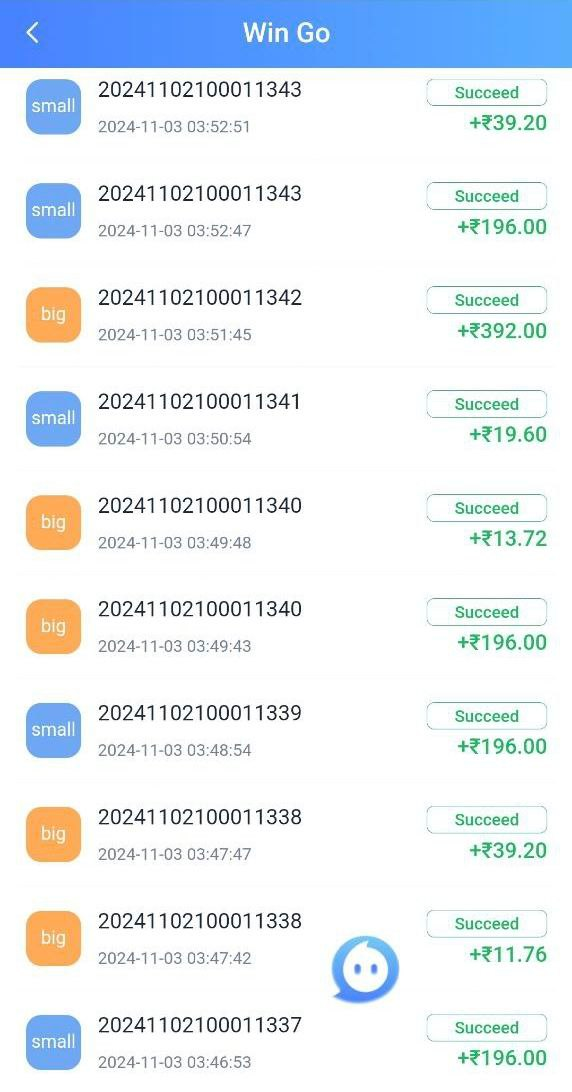 Win Go
small
20241102100011343
2024-11-03 03:52:51
Succeed
+₹39.20
small
20241102100011343
2024-11-03 03:52:47
Succeed
+₹196.00
big
20241102100011342
2024-11-03 03:51:45
Succeed
+₹392.00
small
20241102100011341
2024-11-03 03:50:54
Succeed
+₹19.60
big
20241102100011340
2024-11-03 03:49:48
Succeed
+₹13.72
big
20241102100011340
2024-11-03 03:49:43
Succeed
+₹196.00
small
20241102100011339
2024-11-03 03:48:54
Succeed
+₹196.00
big
20241102100011338
2024-11-03 03:47:47
Succeed
+₹39.20
big
20241102100011338
2024-11-03 03:47:42
Succeed
+₹11.76
small
20241102100011337
2024-11-03 03:46:53
Succeed
+₹196.00